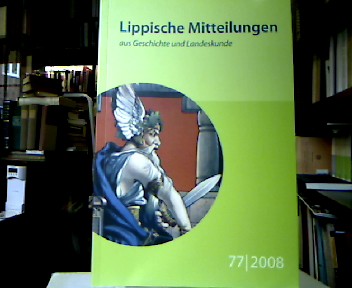 Lippische Mitteilungen
aus Geschichte und Landeskunde
77|2008